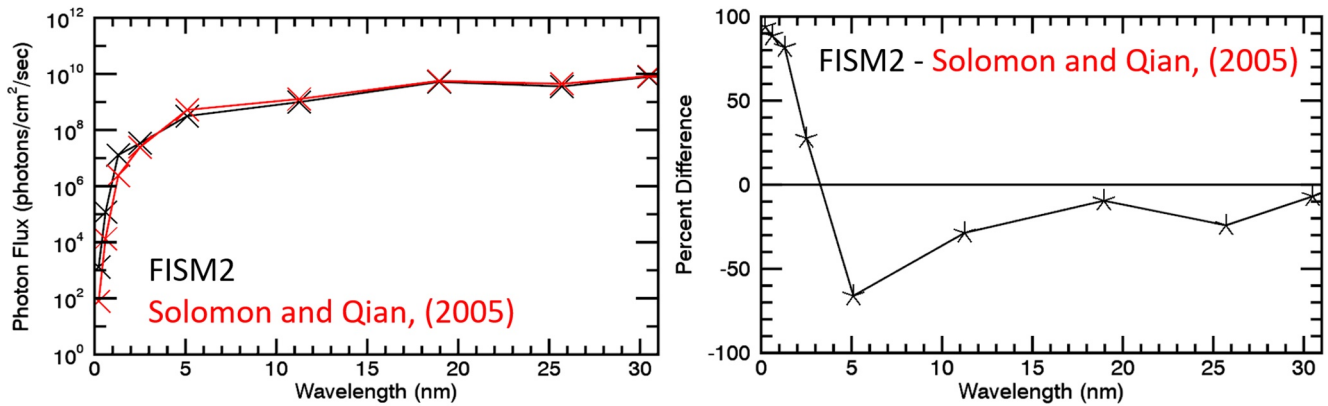 10^12
10^10
10^8
10^6
10^4
10^2
10^0
Photon Flux (photons/cm^2/sec)
FISM2
Solomon and Qian, (2005)
0 5 10 15 20 25 30
Wavelength (nm)
100
50
0
-50
-100
Percent Difference
FISM2 - Solomon and Qian, (2005)
0 5 10 15 20 25 30
Wavelength (nm)